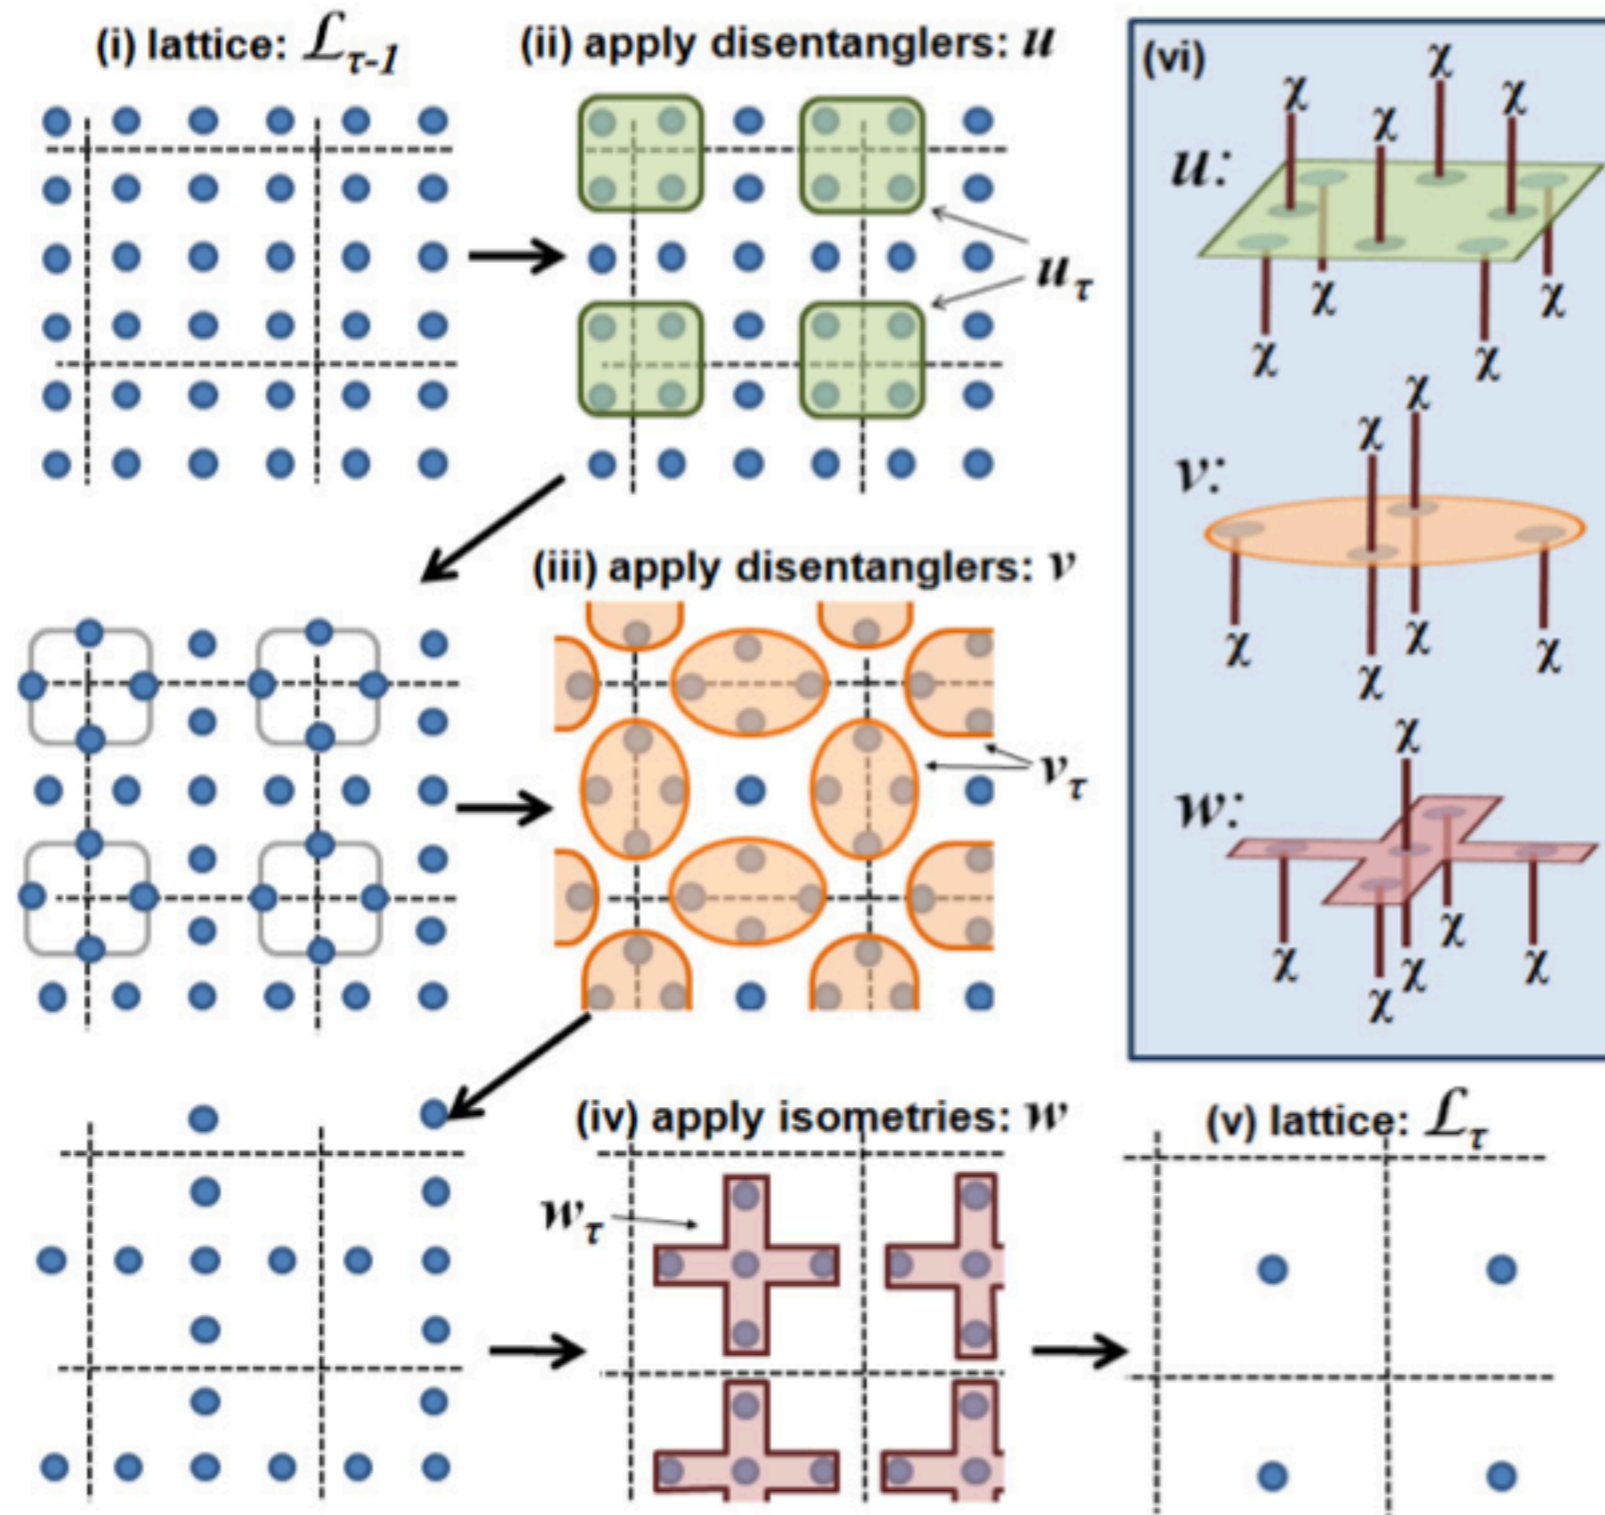 (i) lattice: ℒτ-1
(ii) apply disentanglers: u
uτ
(iii) apply disentanglers: v
vτ
(iv) apply isometries: w
wτ
(v) lattice: ℒτ
(vi)
χ
χ
χ
χ
u:
χ
χ
χ
χ
χ
χ
v:
χ
χ
χ
χ
χ
w:
χ
χ
χ
χ
χ